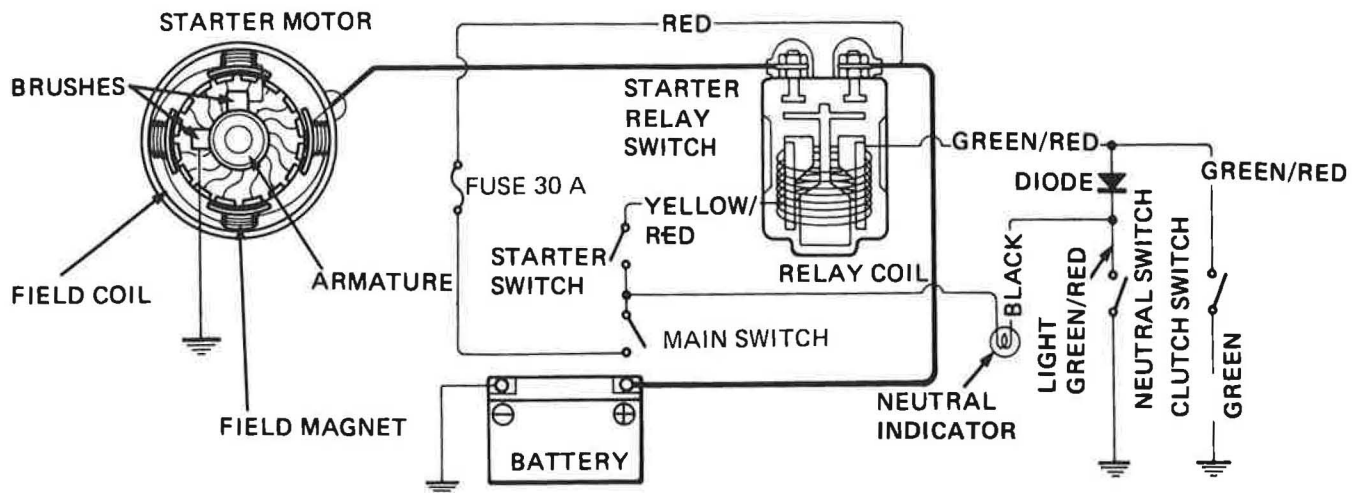 STARTER MOTOR
RED
BRUSHES
STARTER
RELAY
SWITCH
GREEN/RED
GREEN/RED
DIODE
FUSE 30 A
YELLOW/
RED
STARTER
SWITCH
RELAY COIL
ARMATURE
FIELD COIL
MAIN SWITCH
BLACK
LIGHT
GREEN/RED
NEUTRAL SWITCH
CLUTCH SWITCH
GREEN
NEUTRAL
INDICATOR
FIELD MAGNET
− +
BATTERY